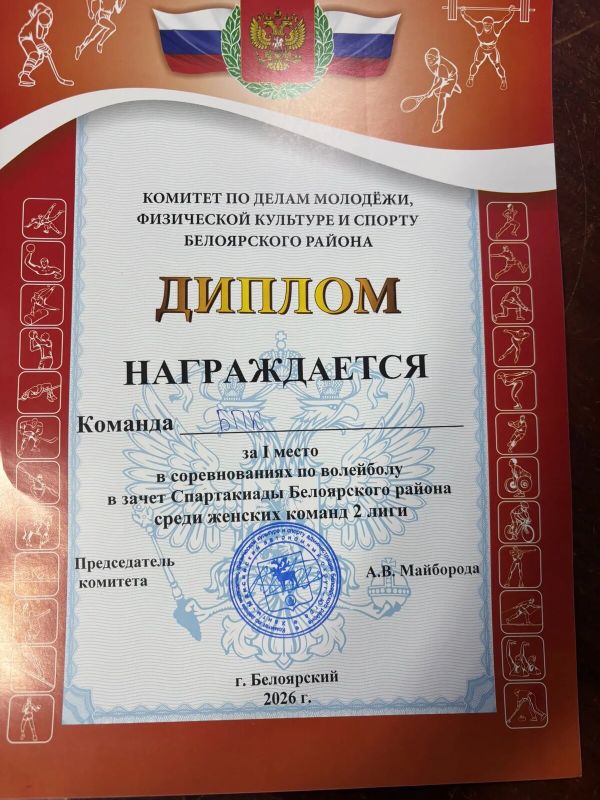 КОМИТЕТ ПО ДЕЛАМ МОЛОДЁЖИ,
ФИЗИЧЕСКОЙ КУЛЬТУРЕ И СПОРТУ
БЕЛОЯРСКОГО РАЙОНА
ДИПЛОМ
НАГРАЖДАЕТСЯ
Команда БПК
за I место
в соревнованиях по волейболу
в зачет Спартакиады Белоярского района
среди женских команд 2 лиги
Председатель
комитета А.В. Майборода
г. Белоярский
2026 г.